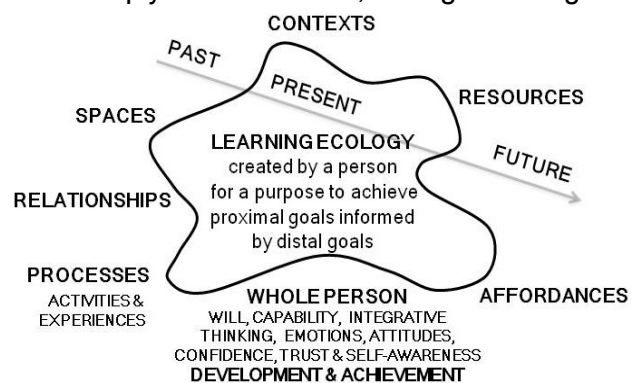 CONTEXTS
PAST
PRESENT
RESOURCES
SPACES
LEARNING ECOLOGY
created by a person
for a purpose to achieve
proximal goals informed
by distal goals
FUTURE
RELATIONSHIPS
PROCESSES
ACTIVITIES &
EXPERIENCES
WHOLE PERSON
WILL, CAPABILITY, INTEGRATIVE
THINKING, EMOTIONS, ATTITUDES,
CONFIDENCE, TRUST & SELF-AWARENESS
DEVELOPMENT & ACHIEVEMENT
AFFORDANCES